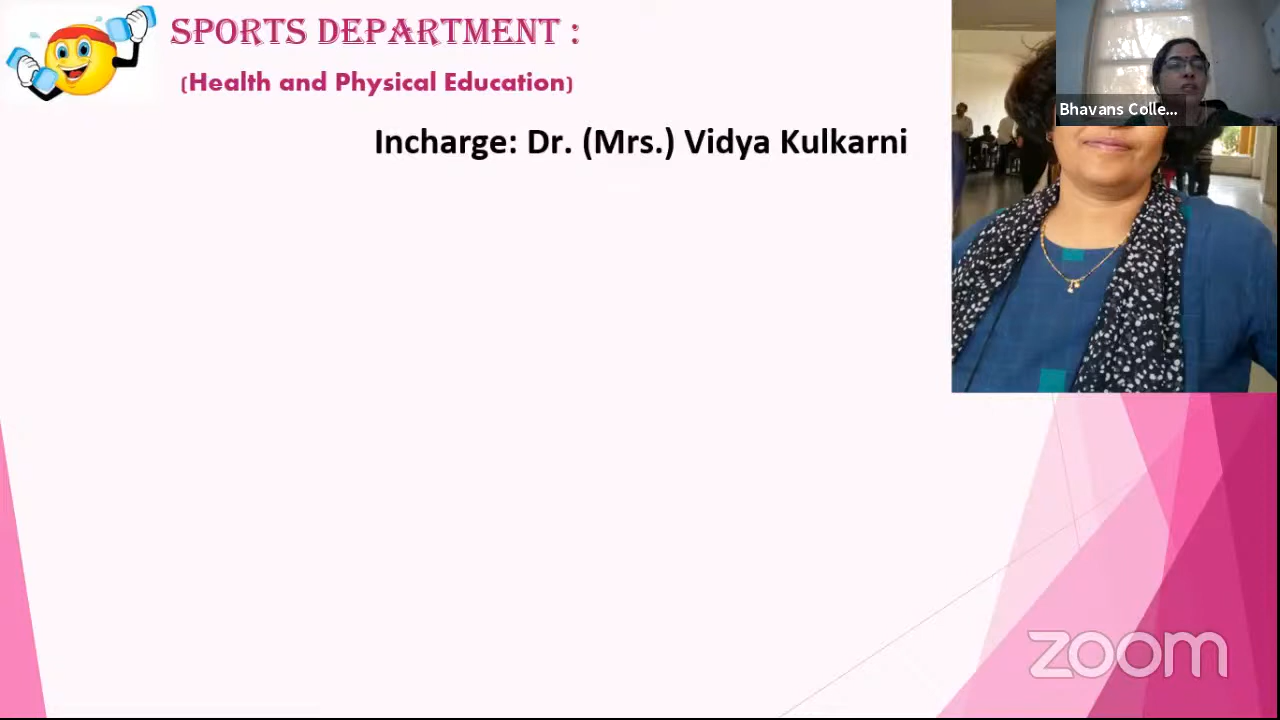 SPORTS DEPARTMENT :
(Health and Physical Education)
Bhavans Colle...
Incharge: Dr. (Mrs.) Vidya Kulkarni
zoom